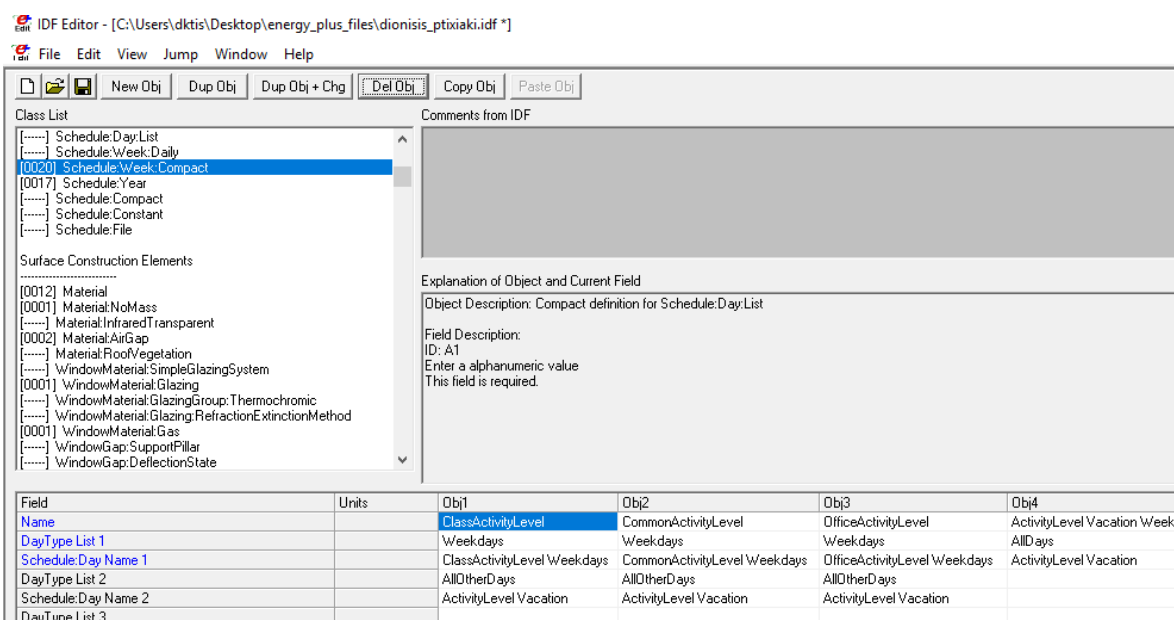 IDF Editor - [C:\Users\dktis\Desktop\energy_plus_files\dionisis_ptixiaki.idf *]
File Edit View Jump Window Help
New Obj Dup Obj Dup Obj + Chg Del Obj Copy Obj Paste Obj
Class List
[------] Schedule:Day:List
[------] Schedule:Week:Daily
[0020] Schedule:Week:Compact
[0017] Schedule:Year
[------] Schedule:Compact
[------] Schedule:Constant
[------] Schedule:File
Surface Construction Elements
-------------------------
[0012] Material
[0001] Material:NoMass
[------] Material:InfraredTransparent
[0002] Material:AirGap
[------] Material:RoofVegetation
[------] WindowMaterial:SimpleGlazingSystem
[0001] WindowMaterial:Glazing
[------] WindowMaterial:GlazingGroup:Thermochromic
[------] WindowMaterial:Glazing:RefractionExtinctionMethod
[0001] WindowMaterial:Gas
[------] WindowGap:SupportPillar
[------] WindowGap:DeflectionState
Comments from IDF
Explanation of Object and Current Field
Object Description: Compact definition for Schedule:Day:List
Field Description:
ID: A1
Enter a alphanumeric value
This field is required.
Field Units Obj1 Obj2 Obj3 Obj4
Name ClassActivityLevel CommonActivityLevel OfficeActivityLevel ActivityLevel Vacation Week
DayType List 1 Weekdays Weekdays Weekdays AllDays
Schedule:Day Name 1 ClassActivityLevel Weekdays CommonActivityLevel Weekdays OfficeActivityLevel Weekdays ActivityLevel Vacation
DayType List 2 AllOtherDays AllOtherDays AllOtherDays
Schedule:Day Name 2 ActivityLevel Vacation ActivityLevel Vacation ActivityLevel Vacation
DayType List 3